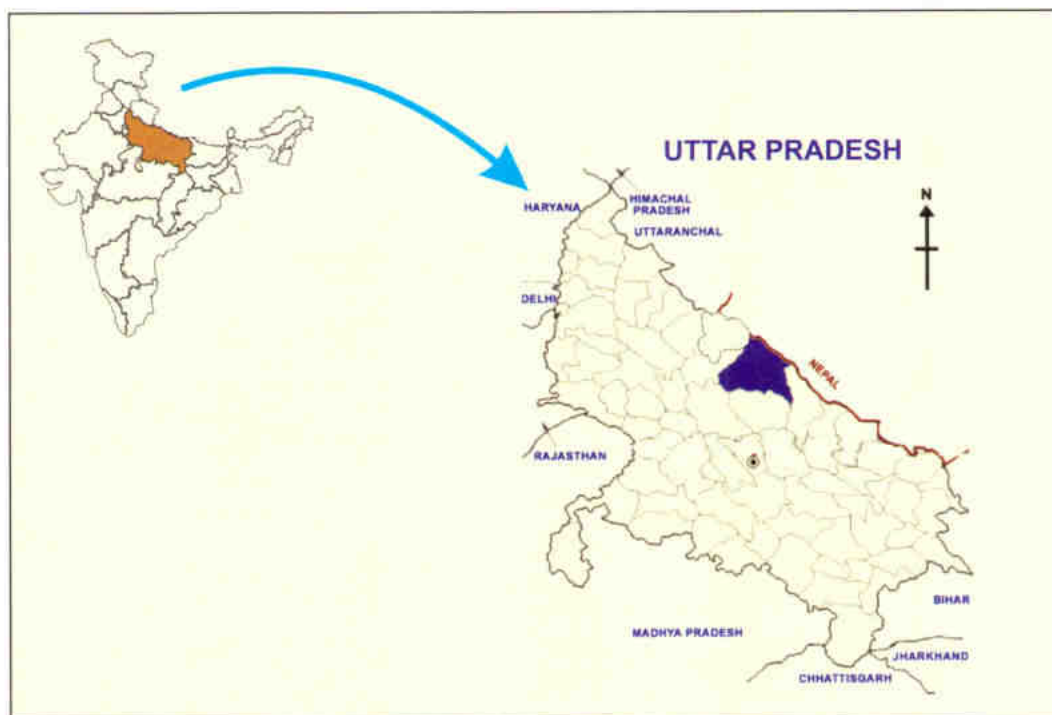 UTTAR PRADESH
N
HIMACHAL
PRADESH
HARYANA
UTTARANCHAL
DELHI
NEPAL
RAJASTHAN
BIHAR
MADHYA PRADESH
JHARKHAND
CHHATTISGARH